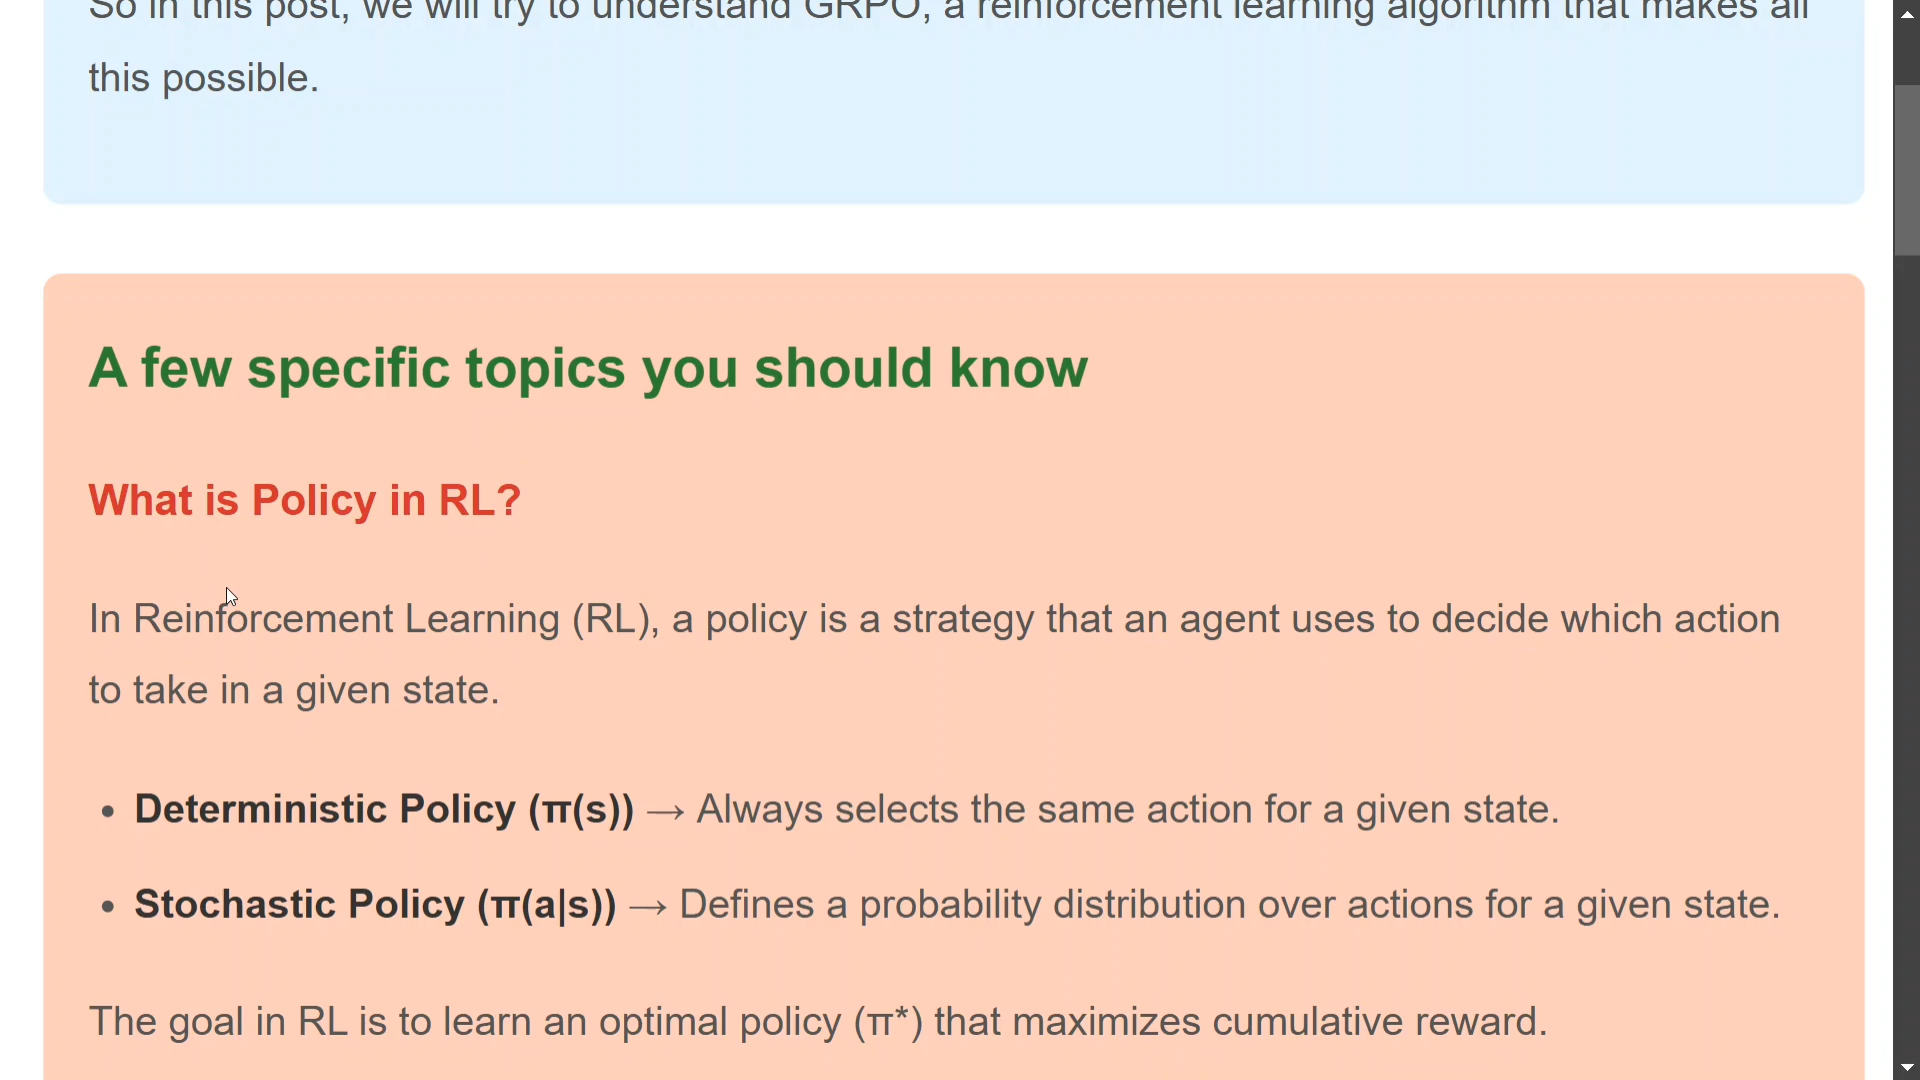 So in this post, we will try to understand GRPO, a reinforcement learning algorithm that makes all
this possible.
A few specific topics you should know
What is Policy in RL?
In Reinforcement Learning (RL), a policy is a strategy that an agent uses to decide which action
to take in a given state.
• Deterministic Policy (π(s)) → Always selects the same action for a given state.
• Stochastic Policy (π(a|s)) → Defines a probability distribution over actions for a given state.
The goal in RL is to learn an optimal policy (π*) that maximizes cumulative reward.